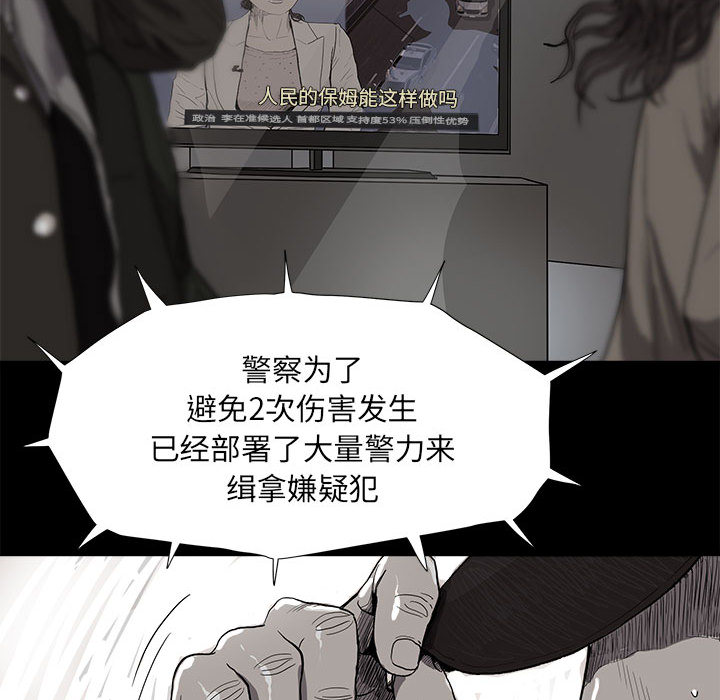 人民的保姆能这样做吗
政治 李在准候选人 首都区域 支持度53% 压倒性优势
警察为了
避免2次伤害发生
已经部署了大量警力来
缉拿嫌疑犯